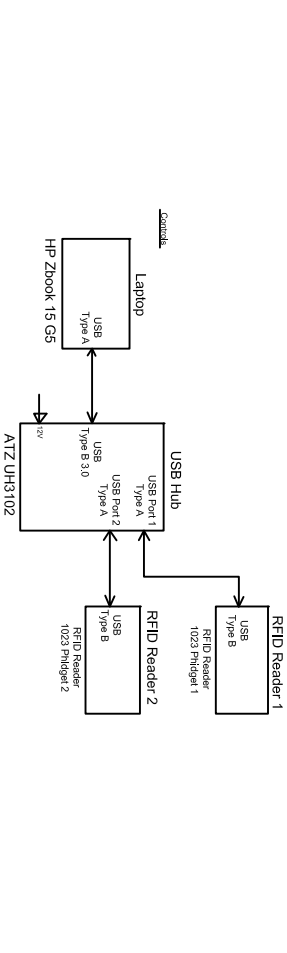 Controls
Laptop
USB
Type A
HP Zbook 15 G5
USB Hub
USB Port 1
Type A
USB Port 2
Type A
USB
Type B 3.0
12V
ATZ UH3102
RFID Reader 1
USB
Type B
RFID Reader
1023 Phidget 1
RFID Reader 2
USB
Type B
RFID Reader
1023 Phidget 2